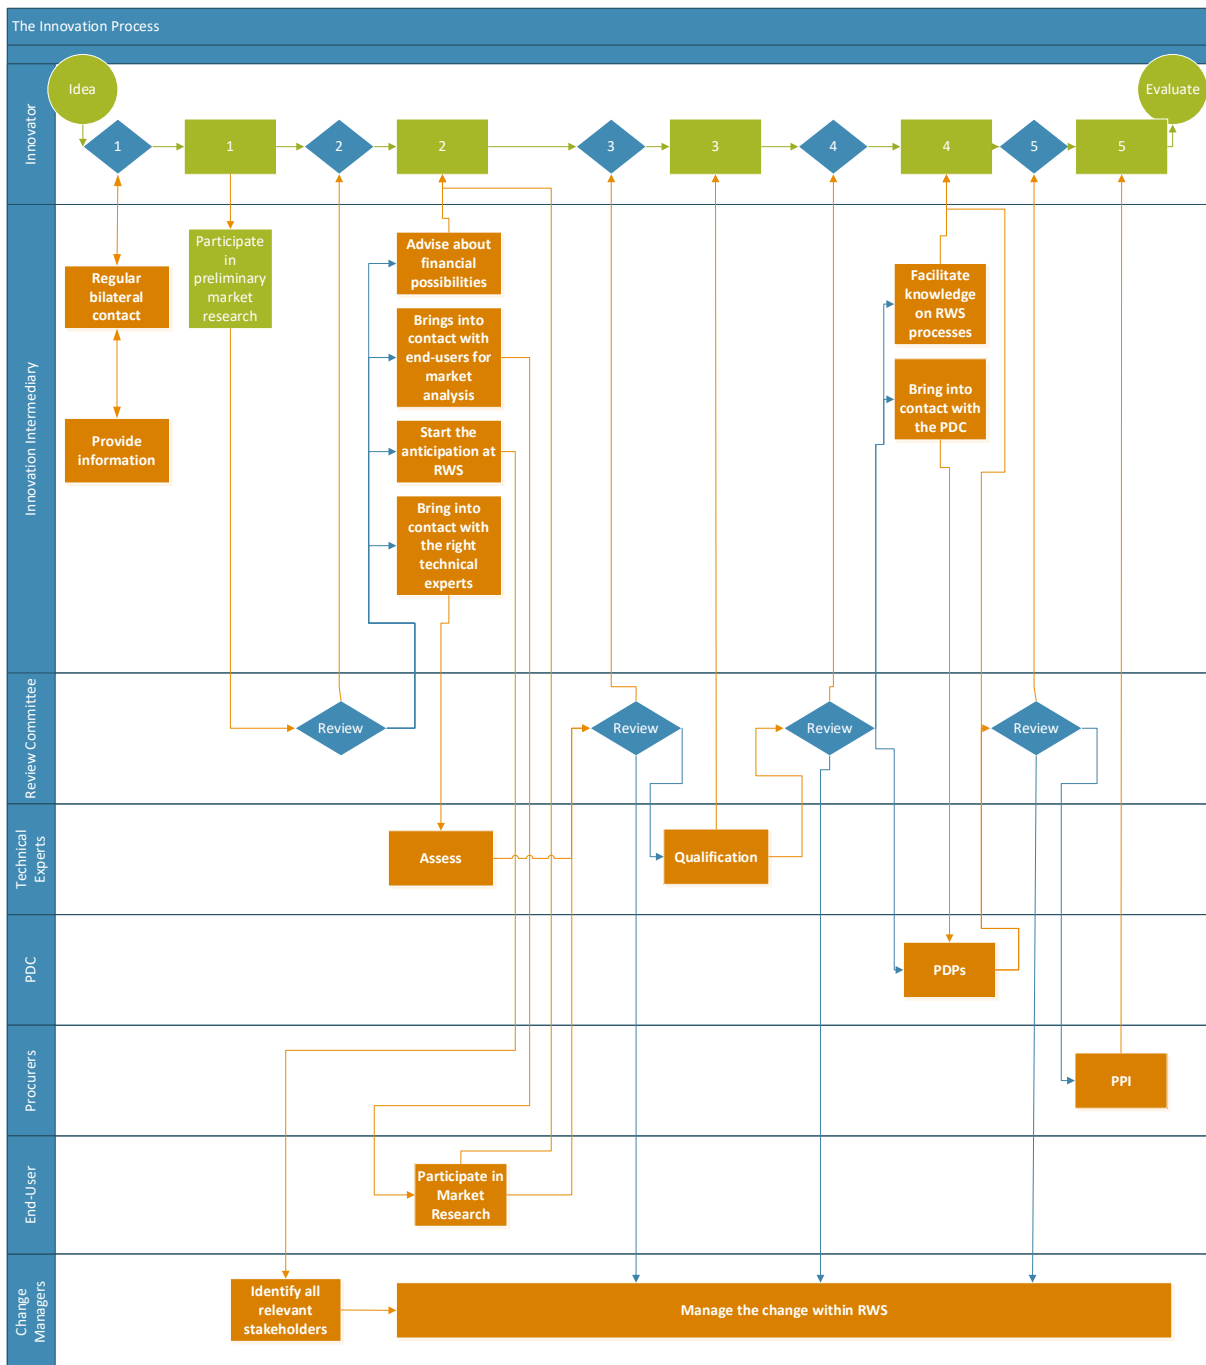 The Innovation Process
Innovator
Idea
Evaluate
1
1
2
2
3
3
4
4
5
5
Innovation Intermediary
Regular
bilateral
contact
Provide
information
Participate
in
preliminary
market
research
Advise about
financial
possibilities
Brings into
contact with
end-users for
market
analysis
Start the
anticipation at
RWS
Bring into
contact with
the right
technical
experts
Facilitate
knowledge
on RWS
processes
Bring into
contact with
the PDC
Review Committee
Review
Review
Review
Review
Technical
Experts
Assess
Qualification
PDC
PDPs
Procurers
PPI
End-User
Participate in
Market
Research
Change
Managers
Identify all
relevant
stakeholders
Manage the change within RWS